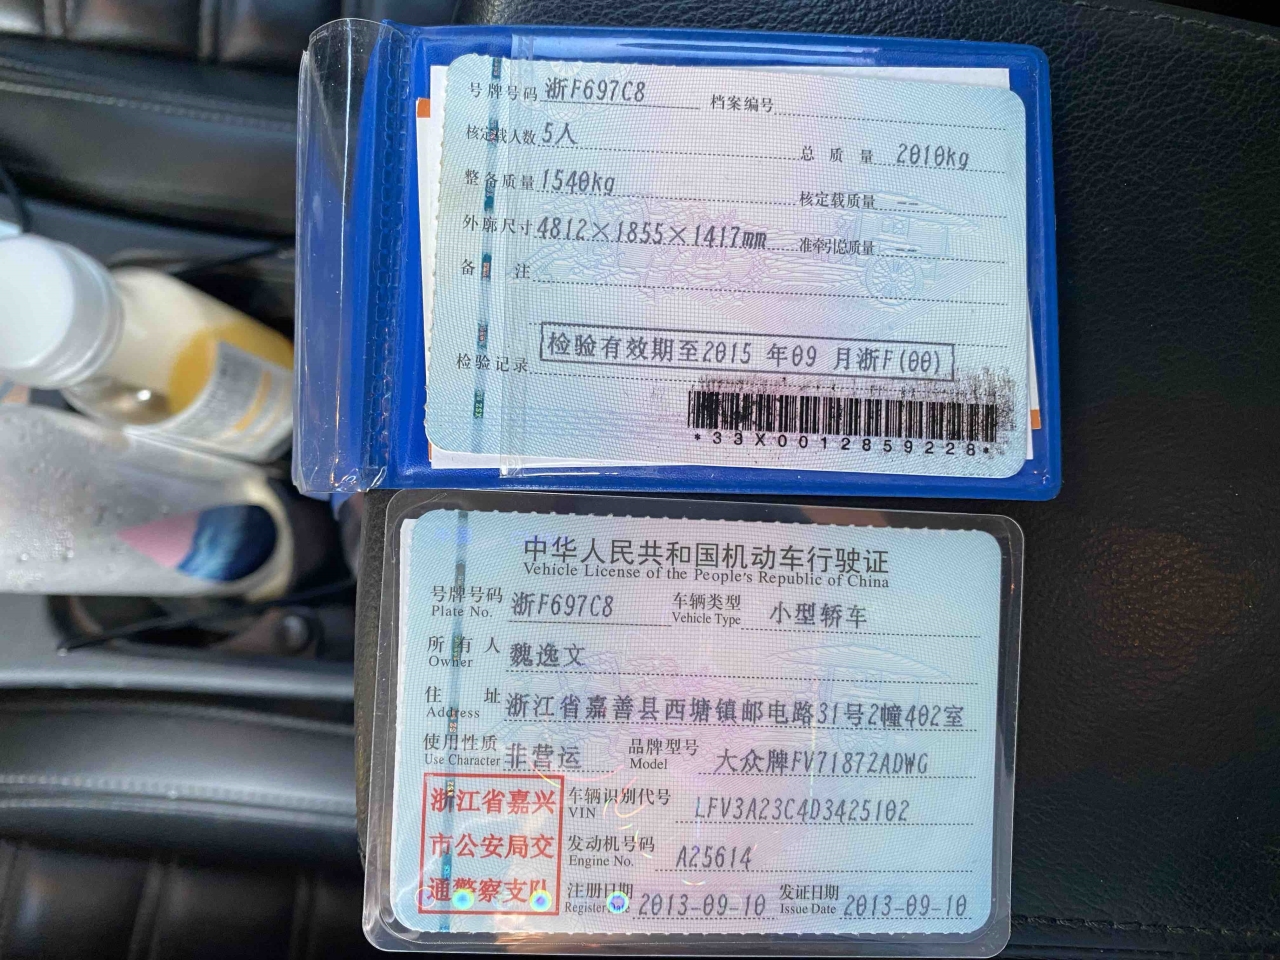 号牌号码 浙F697C8 档案编号
核定载人数 5人 总质量 2010kg
整备质量 1540kg 核定载质量 --
外廓尺寸 4812×1855×1417mm 准牵引总质量 --
备注
检验记录 检验有效期至2015 年09 月浙F(00)
*33X0012859228*
中华人民共和国机动车行驶证
Vehicle License of the People's Republic of China
号牌号码 浙F697C8 车辆类型 小型轿车
Plate No. Vehicle Type
所有人 魏逸文
Owner
住址 浙江省嘉善县西塘镇邮电路31号2幢402室
Address
使用性质 非营运 品牌型号 大众牌FV71872ADWG
Use Character Model
浙江省嘉兴
市公安局交
通警察支队
车辆识别代号 LFV3A23C4D3425102
VIN
发动机号码 A25614
Engine No.
注册日期 2013-09-10 发证日期 2013-09-10
Register Date Issue Date